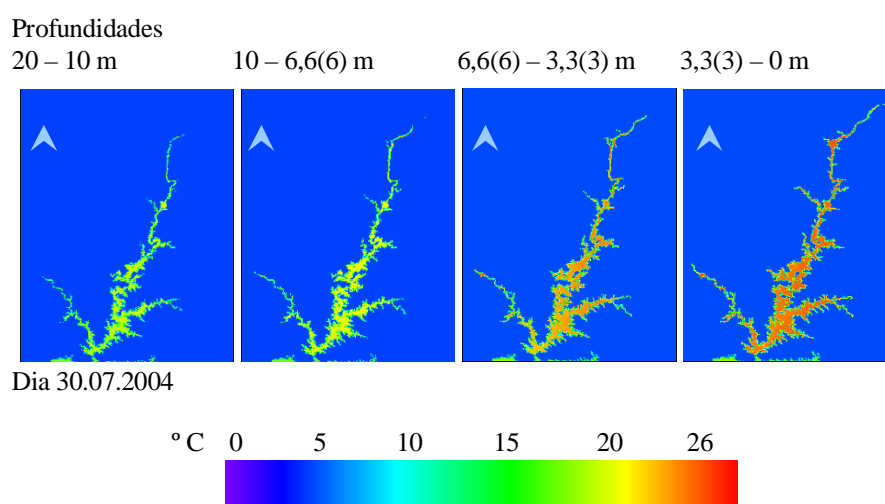 Profundidades
20 – 10 m 10 – 6,6(6) m 6,6(6) – 3,3(3) m 3,3(3) – 0 m
Dia 30.07.2004
º C 0 5 10 15 20 26